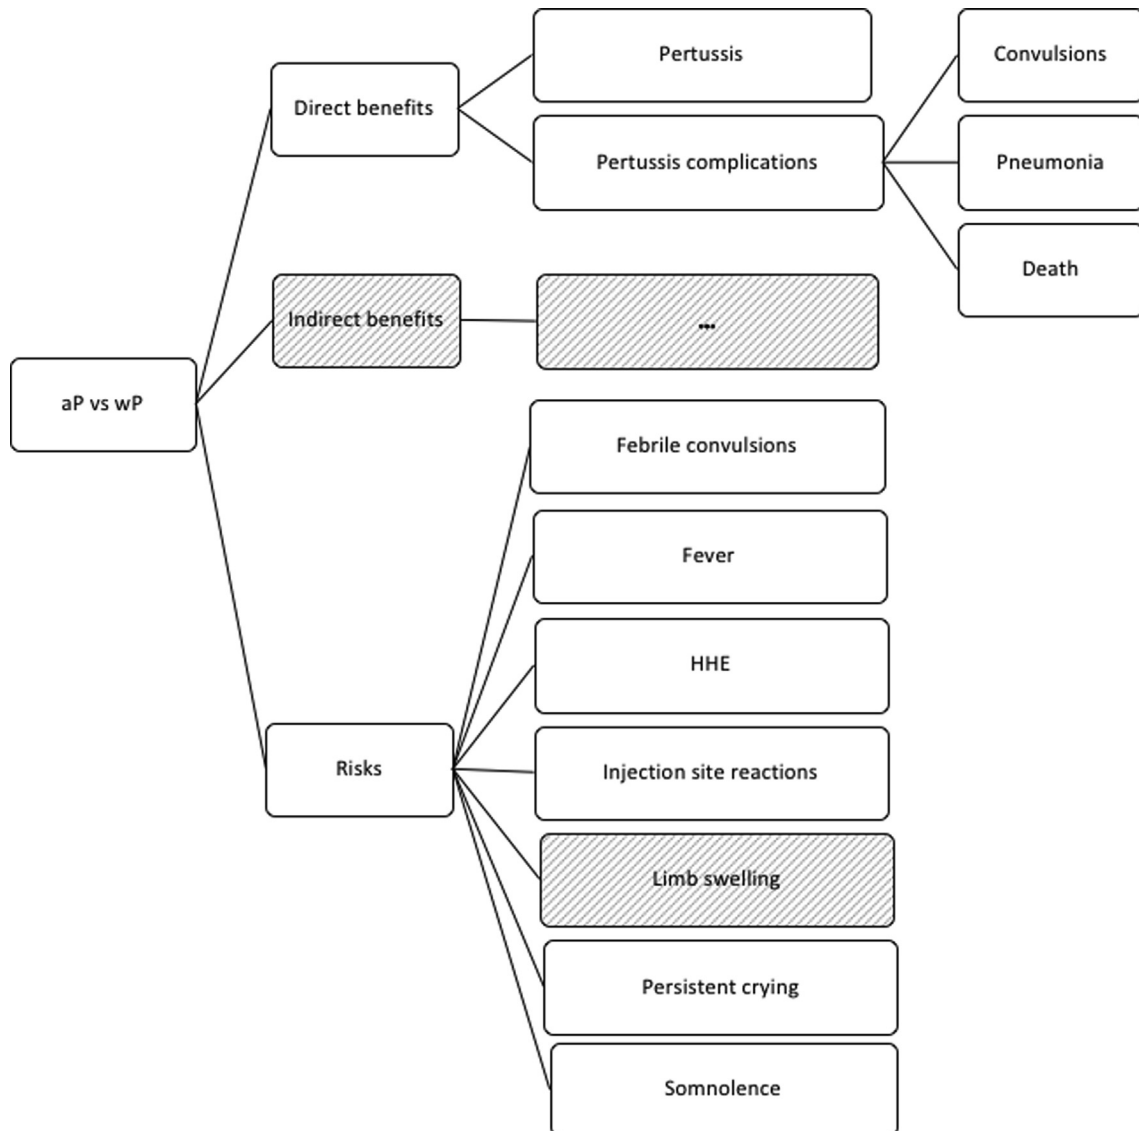 Pertussis
Convulsions
Direct benefits
Pertussis complications
Pneumonia
Death
Indirect benefits
...
aP vs wP
Febrile convulsions
Fever
HHE
Risks
Injection site reactions
Limb swelling
Persistent crying
Somnolence